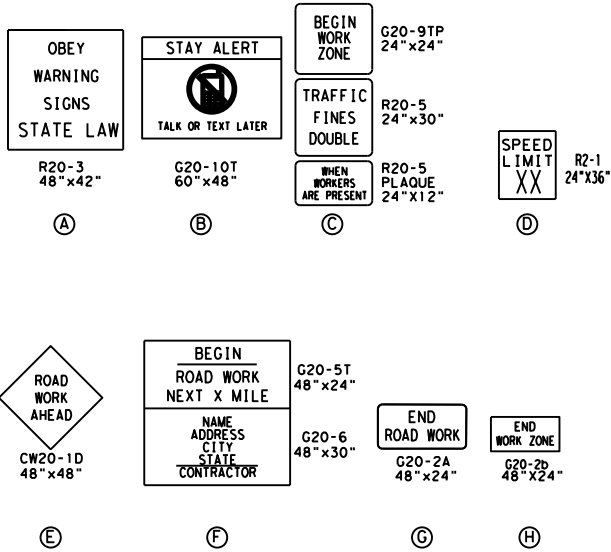 OBEY
WARNING
SIGNS
STATE LAW
R20-3
48"x42"
A
STAY ALERT
TALK OR TEXT LATER
G20-10T
60"x48"
B
BEGIN
WORK
ZONE
G20-9TP
24"x24"
TRAFFIC
FINES
DOUBLE
R20-5
24"x30"
WHEN
WORKERS
ARE PRESENT
R20-5
PLAQUE
24"X12"
C
SPEED
LIMIT
XX
R2-1
24"X36"
D
ROAD
WORK
AHEAD
CW20-1D
48"x48"
E
BEGIN
ROAD WORK
NEXT X MILE
G20-5T
48"x24"
NAME
ADDRESS
CITY
STATE
CONTRACTOR
G20-6
48"x30"
F
END
ROAD WORK
G20-2A
48"x24"
G
END
WORK ZONE
G20-2b
48"X24"
H